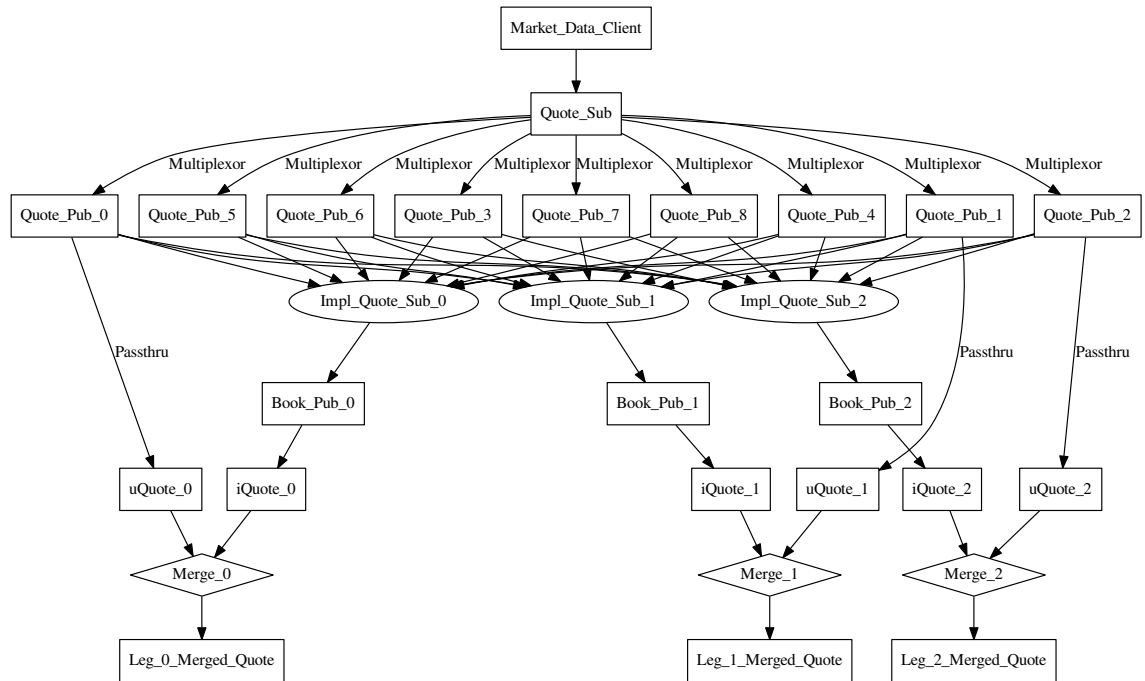 Market_Data_Client
Quote_Sub
Multiplexor
Multiplexor
Multiplexor
Multiplexor
Multiplexor
Multiplexor
Multiplexor
Multiplexor
Multiplexor
Quote_Pub_0
Quote_Pub_5
Quote_Pub_6
Quote_Pub_3
Quote_Pub_7
Quote_Pub_8
Quote_Pub_4
Quote_Pub_1
Quote_Pub_2
Impl_Quote_Sub_0
Impl_Quote_Sub_1
Impl_Quote_Sub_2
Passthru
Passthru
Passthru
Book_Pub_0
Book_Pub_1
Book_Pub_2
uQuote_0
iQuote_0
iQuote_1
uQuote_1
iQuote_2
uQuote_2
Merge_0
Merge_1
Merge_2
Leg_0_Merged_Quote
Leg_1_Merged_Quote
Leg_2_Merged_Quote